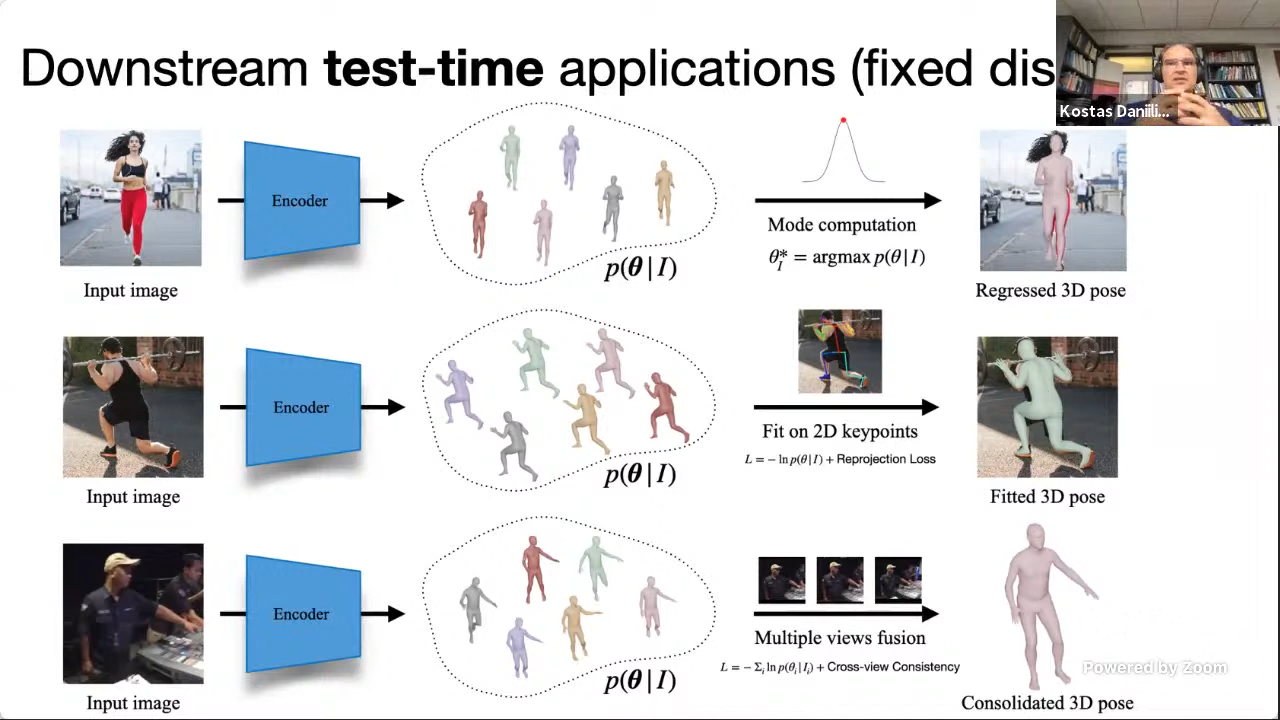 Downstream test-time applications (fixed dis
Kostas Daniili...
Encoder
Mode computation
θ*_I = argmax p(θ | I)
p(θ | I)
Input image
Regressed 3D pose
Encoder
Fit on 2D keypoints
L = − ln p(θ | I) + Reprojection Loss
p(θ | I)
Input image
Fitted 3D pose
Encoder
Multiple views fusion
L = − Σ_i ln p(θ_i | I_i) + Cross-view Consistency
Powered by Zoom
p(θ | I)
Input image
Consolidated 3D pose